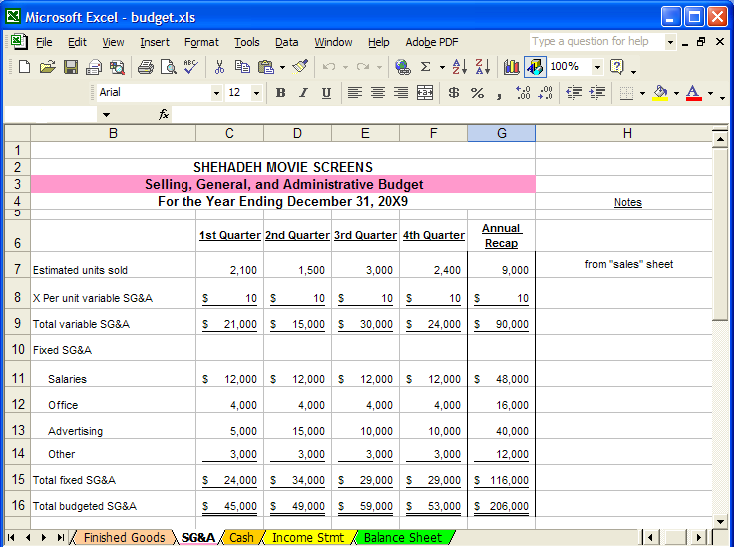 Microsoft Excel - budget.xls
File Edit View Insert Format Tools Data Window Help Adobe PDF Type a question for help
100%
Arial 12 B I U $ % ,
fx
B C D E F G H
1
2 SHEHADEH MOVIE SCREENS
3 Selling, General, and Administrative Budget
4 For the Year Ending December 31, 20X9 Notes
5
6 1st Quarter 2nd Quarter 3rd Quarter 4th Quarter Annual Recap
7 Estimated units sold 2,100 1,500 3,000 2,400 9,000 from "sales" sheet
8 X Per unit variable SG&A $ 10 $ 10 $ 10 $ 10 $ 10
9 Total variable SG&A $ 21,000 $ 15,000 $ 30,000 $ 24,000 $ 90,000
10 Fixed SG&A
11 Salaries $ 12,000 $ 12,000 $ 12,000 $ 12,000 $ 48,000
12 Office 4,000 4,000 4,000 4,000 16,000
13 Advertising 5,000 15,000 10,000 10,000 40,000
14 Other 3,000 3,000 3,000 3,000 12,000
15 Total fixed SG&A $ 24,000 $ 34,000 $ 29,000 $ 29,000 $ 116,000
16 Total budgeted SG&A $ 45,000 $ 49,000 $ 59,000 $ 53,000 $ 206,000
Finished Goods SG&A Cash Income Stmt Balance Sheet